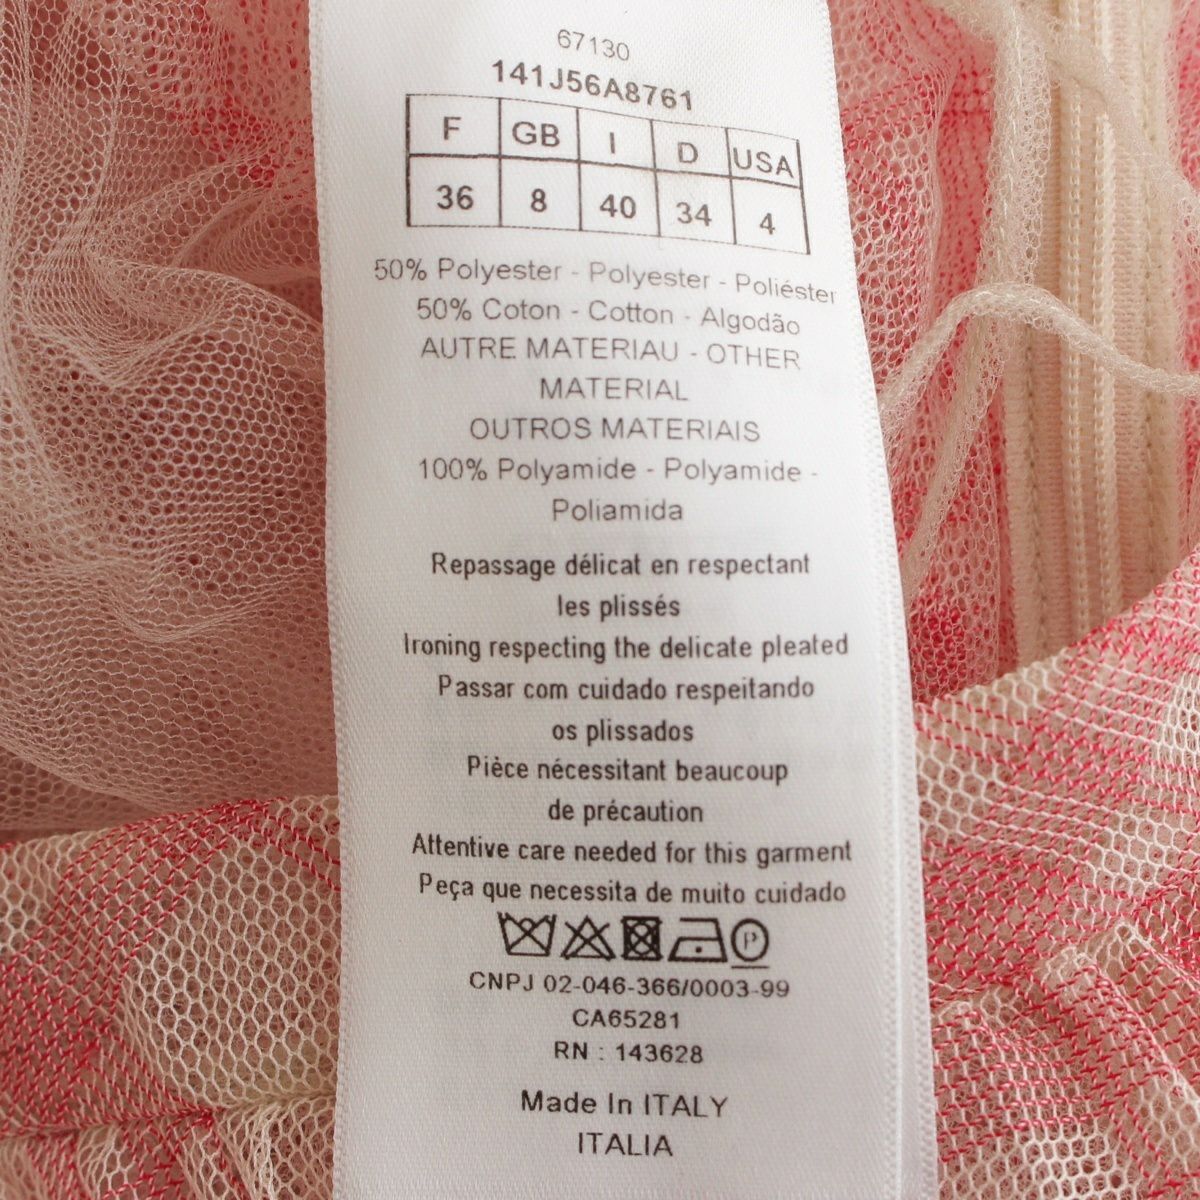 67130
141J56A8761
F GB I D USA
36 8 40 34 4
50% Polyester - Polyester - Poliéster
50% Coton - Cotton - Algodão
AUTRE MATERIAU - OTHER
MATERIAL
OUTROS MATERIAIS
100% Polyamide - Polyamide -
Poliamida
Repassage délicat en respectant
les plissés
Ironing respecting the delicate pleated
Passar com cuidado respeitando
os plissados
Pièce nécessitant beaucoup
de précaution
Attentive care needed for this garment
Peça que necessita de muito cuidado
P
CNPJ 02-046-366/0003-99
CA65281
RN : 143628
Made In ITALY
ITALIA